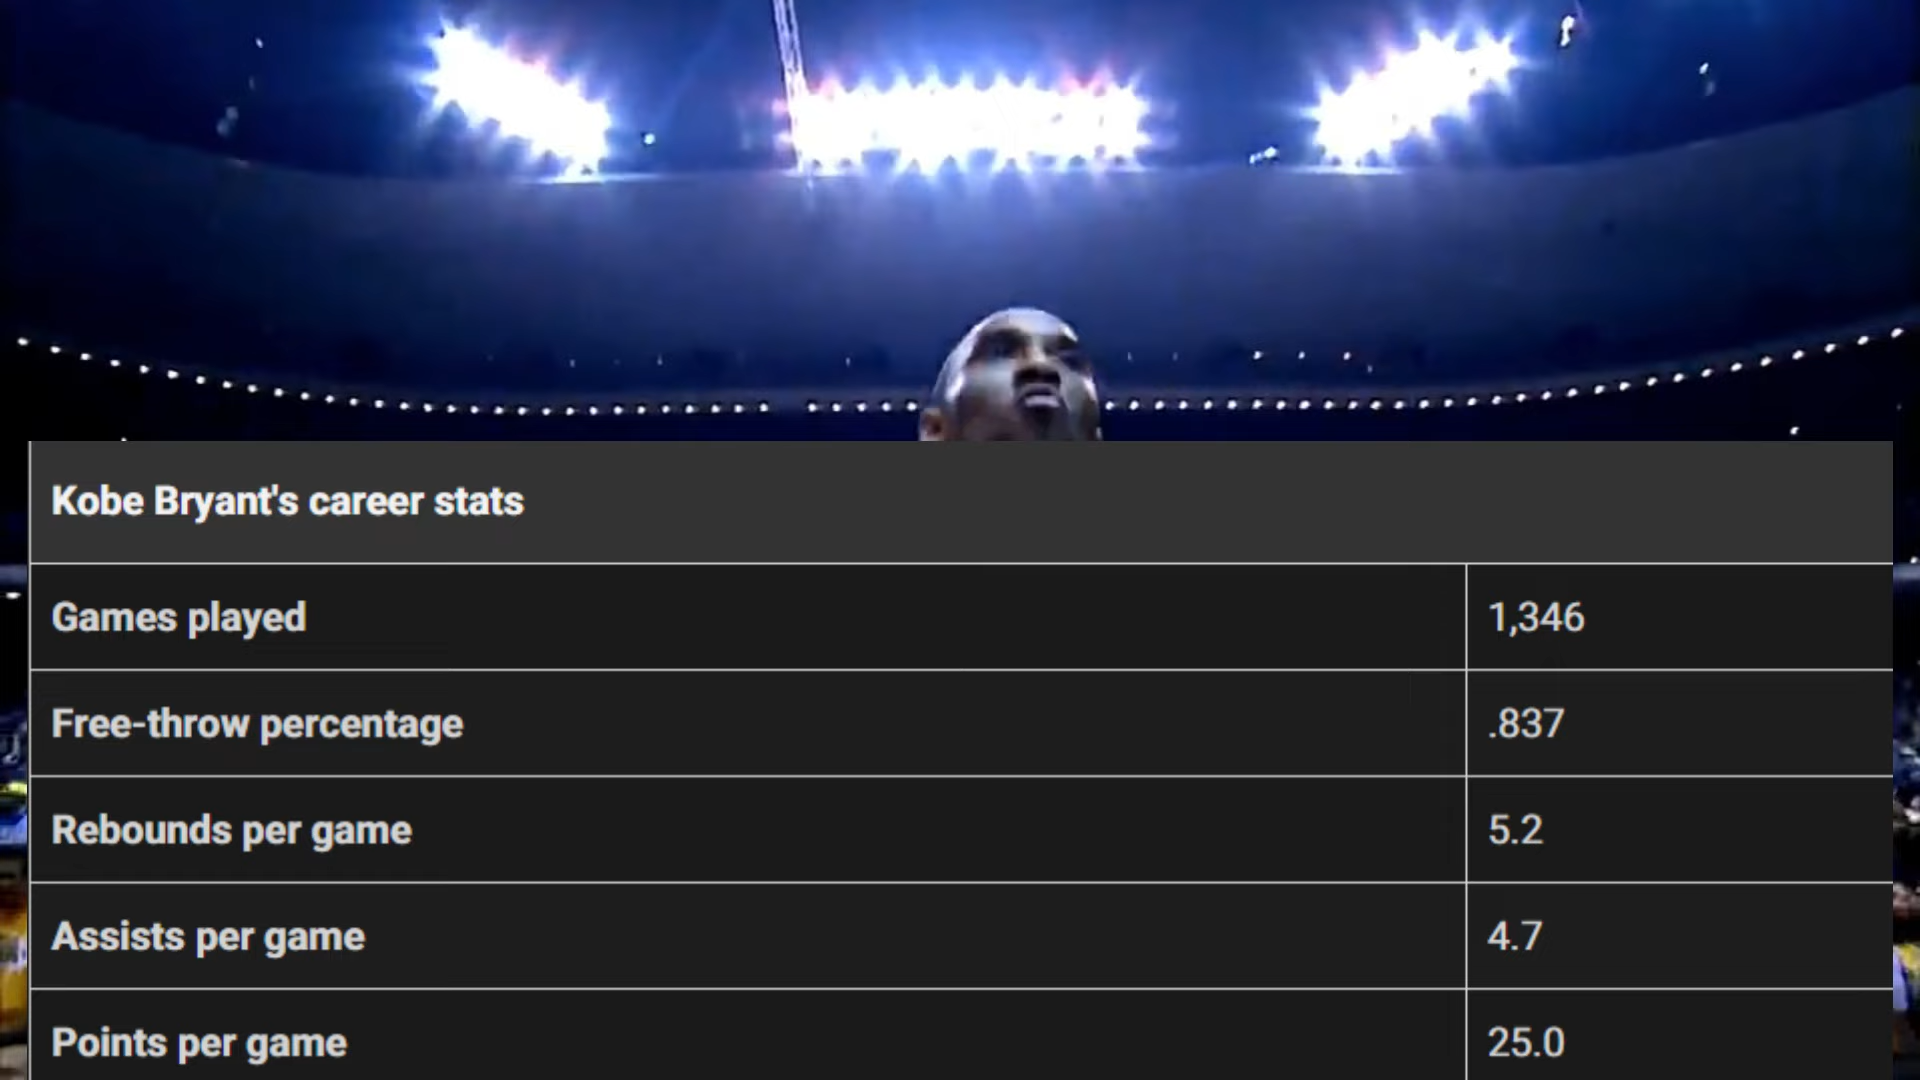 Kobe Bryant's career stats
Games played 1,346
Free-throw percentage .837
Rebounds per game 5.2
Assists per game 4.7
Points per game 25.0